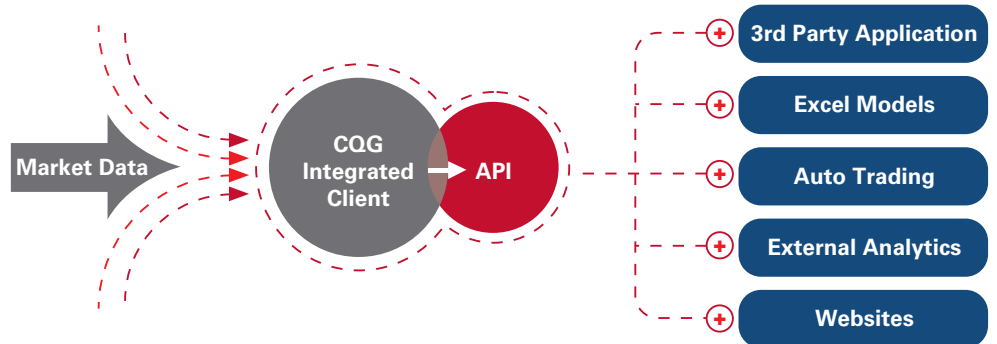 Market Data
CQG
Integrated
Client
API
3rd Party Application
Excel Models
Auto Trading
External Analytics
Websites